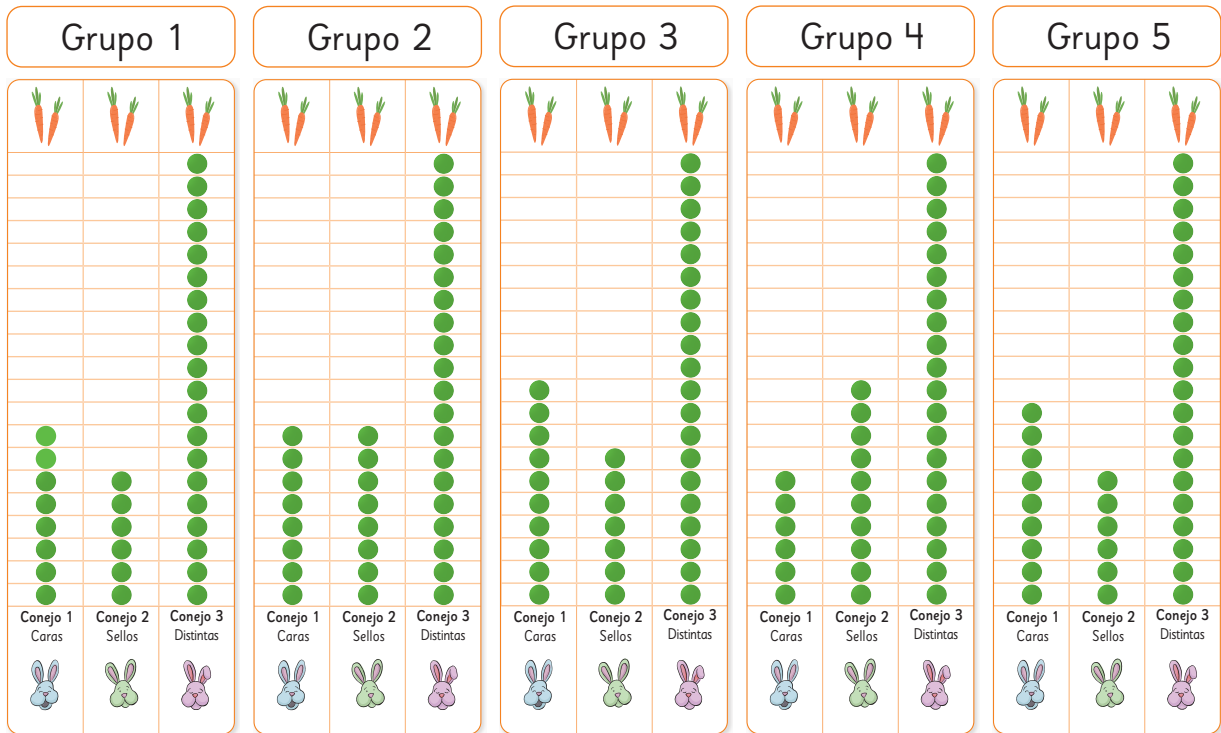 Grupo 1
Conejo 1
Caras
Conejo 2
Sellos
Conejo 3
Distintas
Grupo 2
Conejo 1
Caras
Conejo 2
Sellos
Conejo 3
Distintas
Grupo 3
Conejo 1
Caras
Conejo 2
Sellos
Conejo 3
Distintas
Grupo 4
Conejo 1
Caras
Conejo 2
Sellos
Conejo 3
Distintas
Grupo 5
Conejo 1
Caras
Conejo 2
Sellos
Conejo 3
Distintas